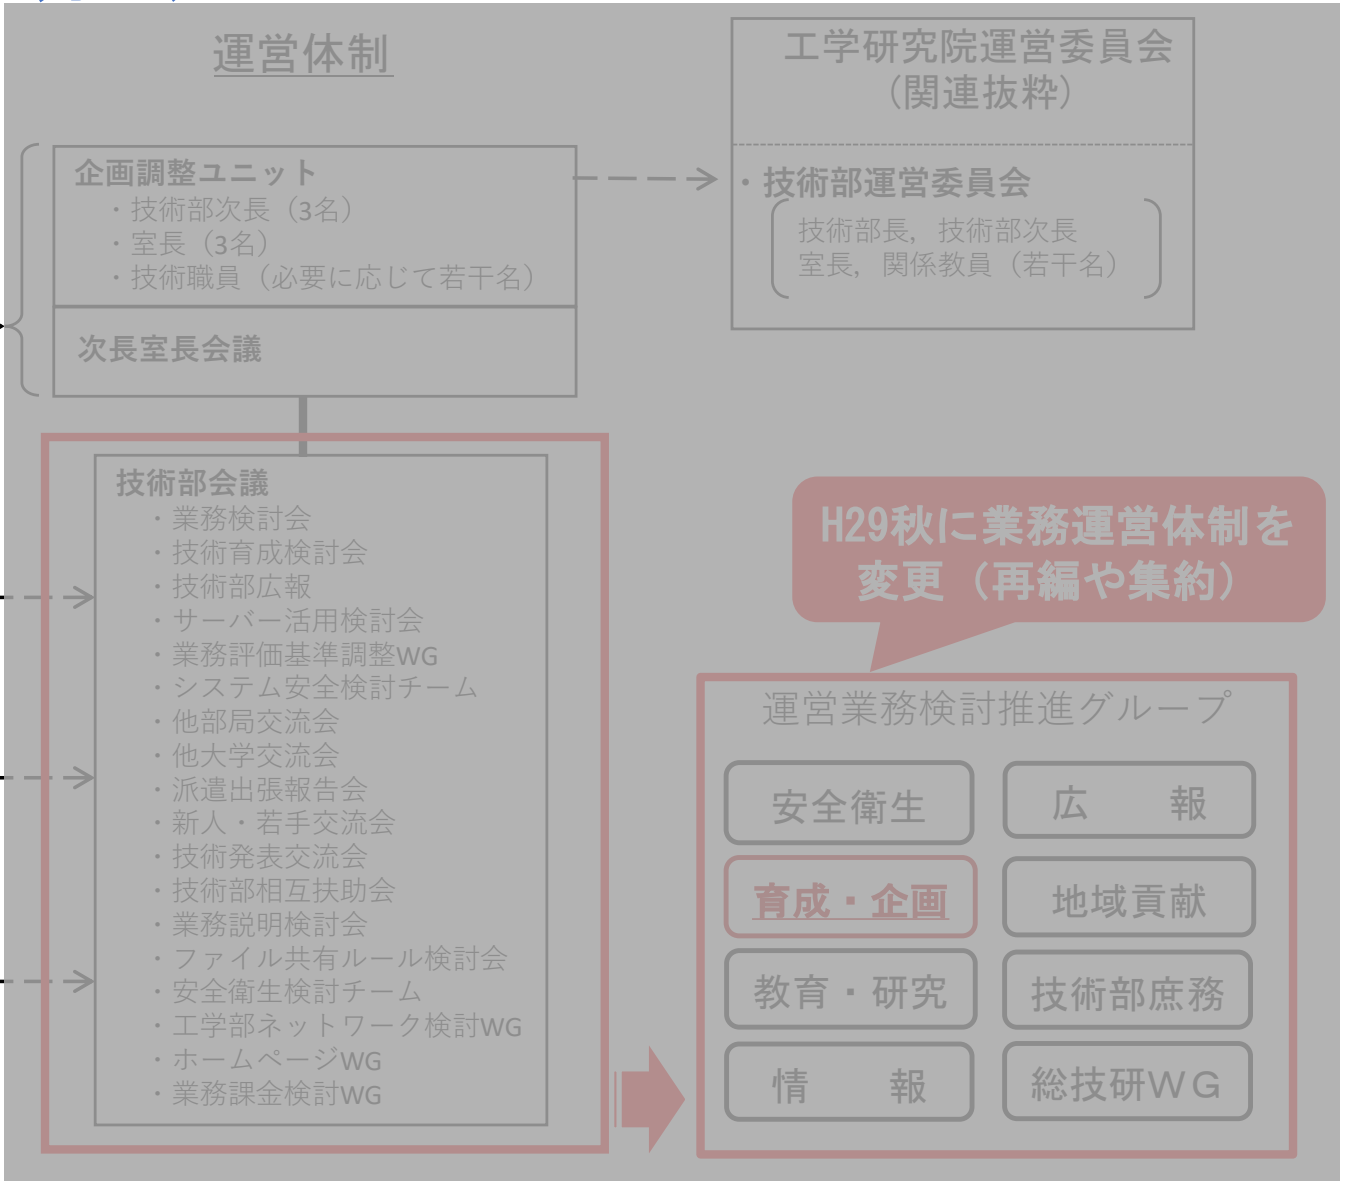 運営体制
企画調整ユニット
・技術部次長（3名）
・室長（3名）
・技術職員（必要に応じて若干名）
次長室長会議
工学研究院運営委員会
（関連抜粋）
・技術部運営委員会
技術部長，技術部次長
室長，関係教員（若干名）
技術部会議
・業務検討会
・技術育成検討会
・技術部広報
・サーバー活用検討会
・業務評価基準調整WG
・システム安全検討チーム
・他部局交流会
・他大学交流会
・派遣出張報告会
・新人・若手交流会
・技術発表交流会
・技術部相互扶助会
・業務説明検討会
・ファイル共有ルール検討会
・安全衛生検討チーム
・工学部ネットワーク検討WG
・ホームページWG
・業務課金検討WG
H29秋に業務運営体制を
変更（再編や集約）
運営業務検討推進グループ
安全衛生
広　　報
育成・企画
地域貢献
教育・研究
技術部庶務
情　　報
総技研ＷＧ